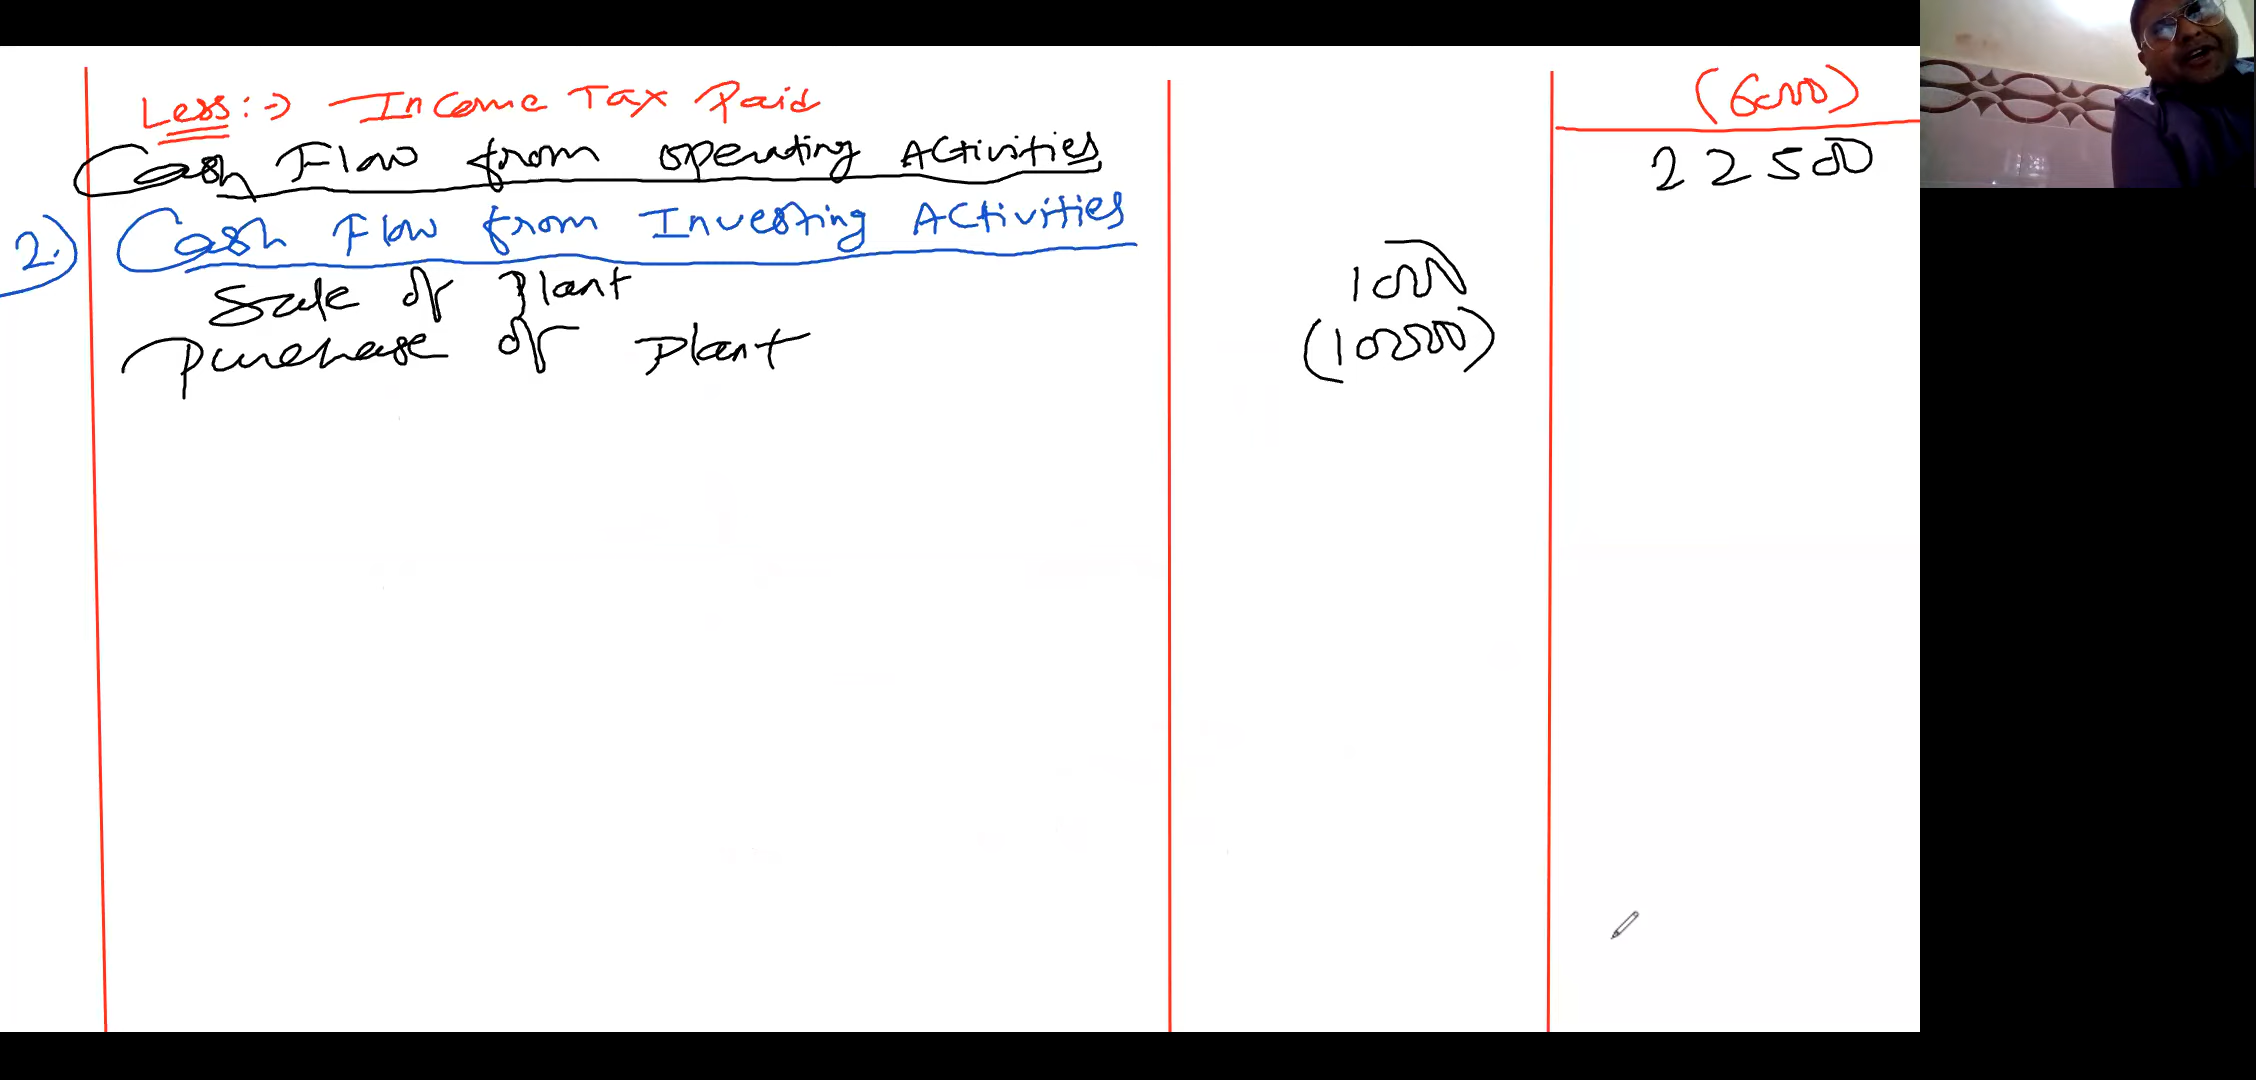 Less :→ Income Tax Paid (6000)
Cash Flow from operating Activities 22500
2.) Cash Flow from Investing Activities
Sale of Plant 1000
Purchase of Plant (10000)